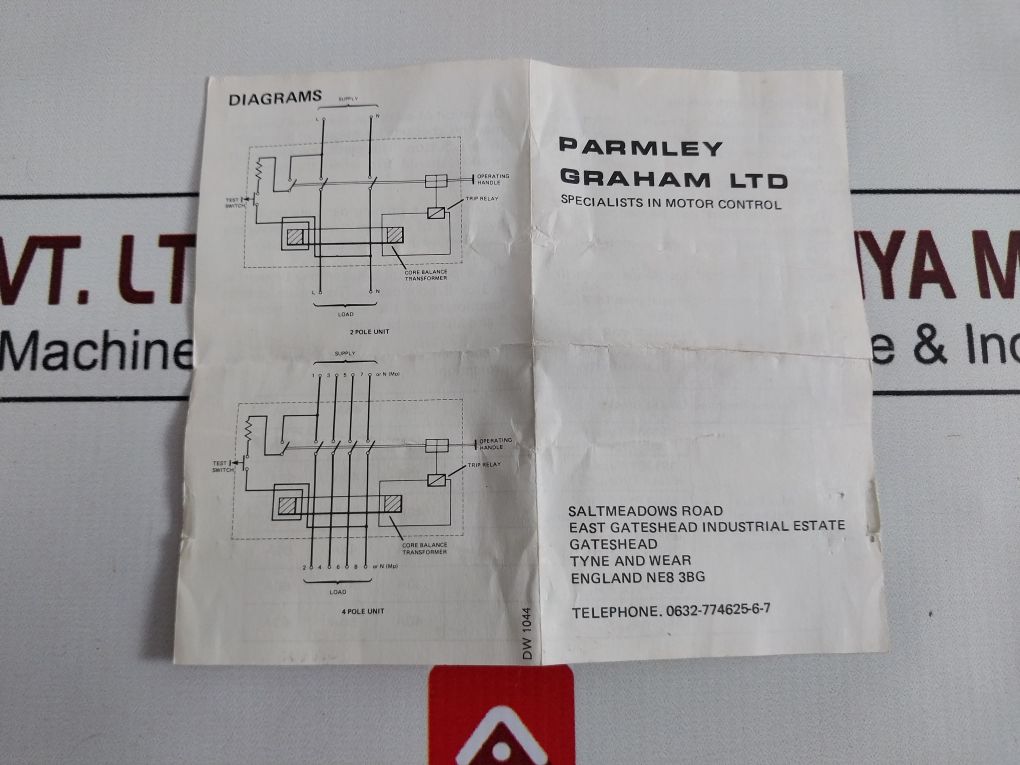 DIAGRAMS
SUPPLY
L N
OPERATING
HANDLE
TRIP RELAY
TEST
SWITCH
CORE BALANCE
TRANSFORMER
L N
LOAD
2 POLE UNIT
SUPPLY
1 3 5 7 or N (Mp)
OPERATING
HANDLE
TRIP RELAY
TEST
SWITCH
CORE BALANCE
TRANSFORMER
2 4 6 8 or N (Mp)
LOAD
4 POLE UNIT
DW 1044
PARMLEY
GRAHAM LTD
SPECIALISTS IN MOTOR CONTROL
SALTMEADOWS ROAD
EAST GATESHEAD INDUSTRIAL ESTATE
GATESHEAD
TYNE AND WEAR
ENGLAND NE8 3BG
TELEPHONE. 0632-774625-6-7
VT. LT
YA M
Machine
e & Ind